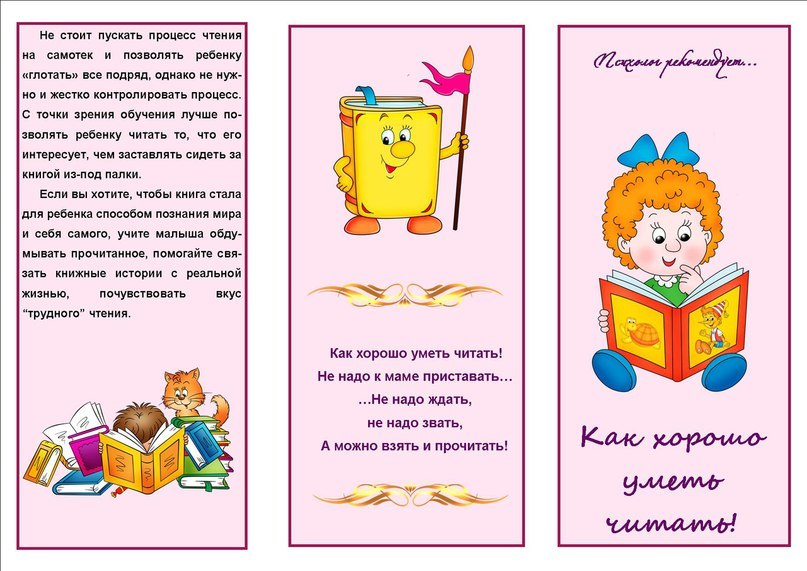 Не стоит пускать процесс чтения
на самотек и позволять ребенку
«глотать» все подряд, однако не нуж-
но и жестко контролировать процесс.
С точки зрения обучения лучше по-
зволять ребенку читать то, что его
интересует, чем заставлять сидеть за
книгой из-под палки.
Если вы хотите, чтобы книга стала
для ребенка способом познания мира
и себя самого, учите малыша обду-
мывать прочитанное, помогайте свя-
зать книжные истории с реальной
жизнью, почувствовать вкус
“трудного” чтения.
Как хорошо уметь читать!
Не надо к маме приставать…
…Не надо ждать,
не надо звать,
А можно взять и прочитать!
Психолог рекомендует...
Как хорошо
уметь
читать!